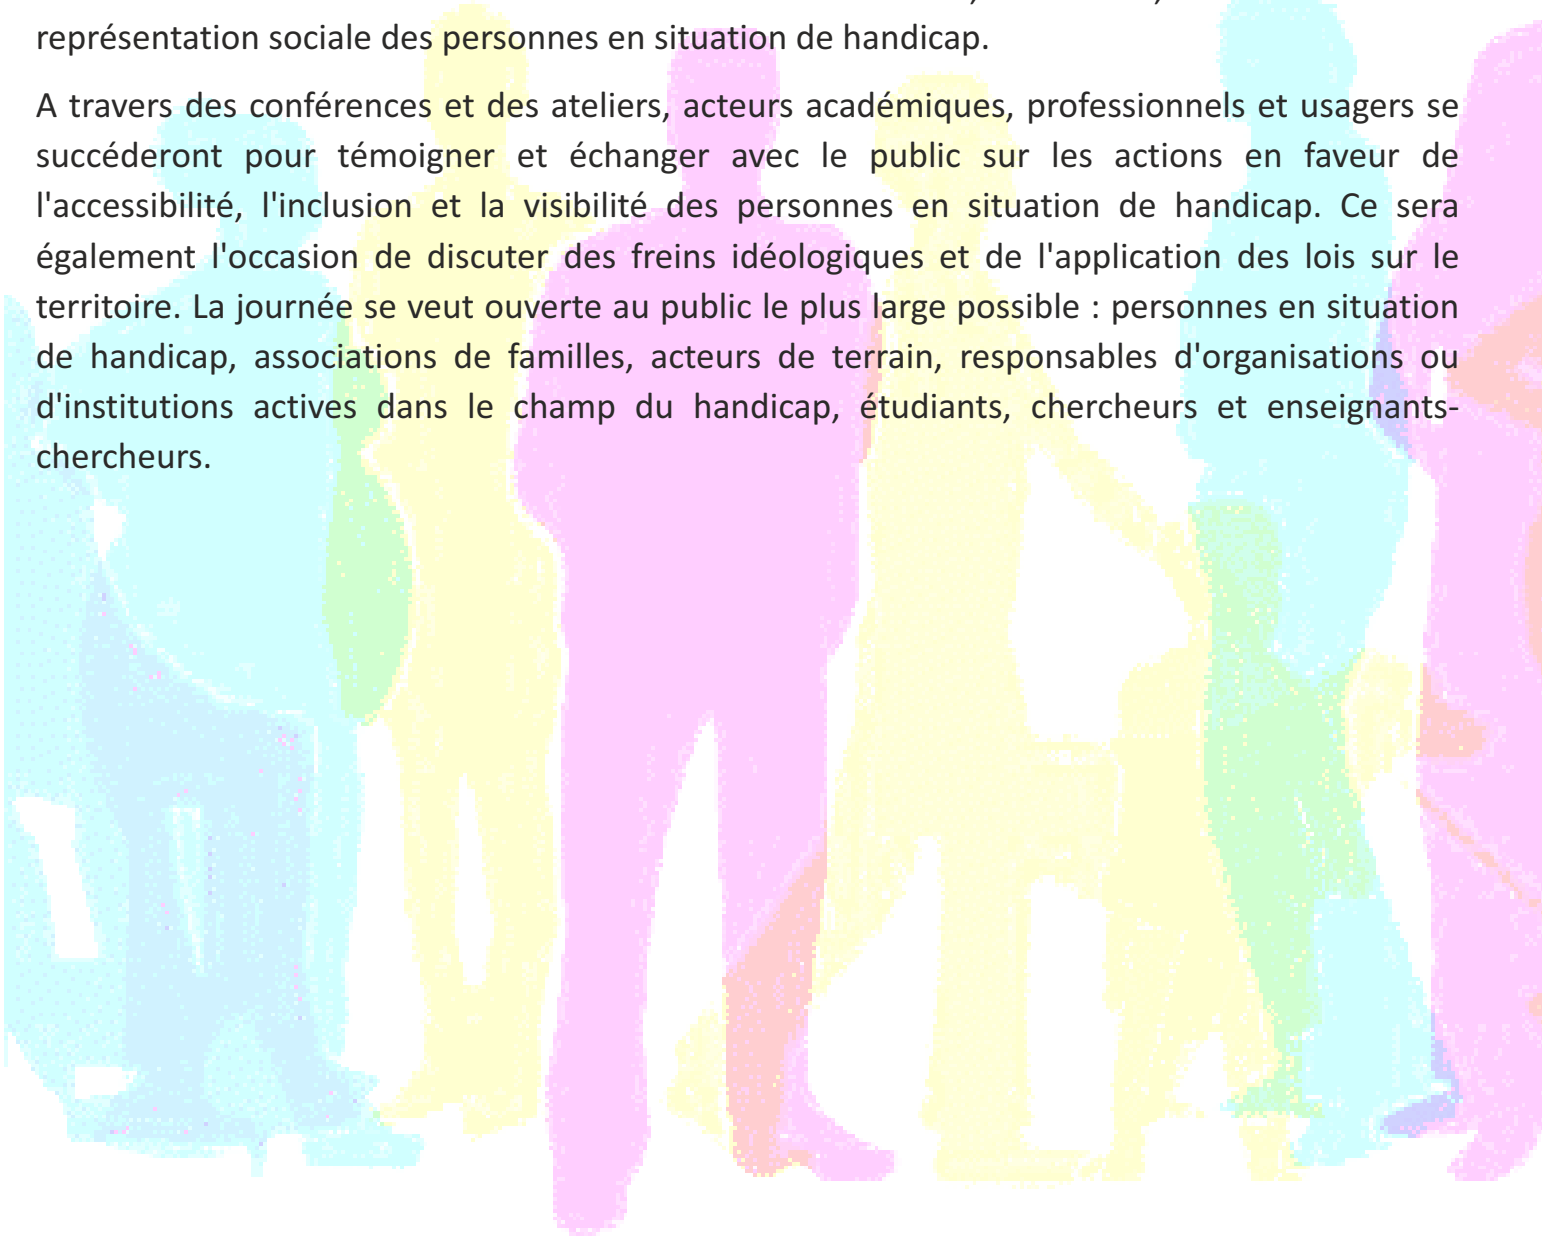 représentation sociale des personnes en situation de handicap.
A travers des conférences et des ateliers, acteurs académiques, professionnels et usagers se
succéderont pour témoigner et échanger avec le public sur les actions en faveur de
l'accessibilité, l'inclusion et la visibilité des personnes en situation de handicap. Ce sera
également l'occasion de discuter des freins idéologiques et de l'application des lois sur le
territoire. La journée se veut ouverte au public le plus large possible : personnes en situation
de handicap, associations de familles, acteurs de terrain, responsables d'organisations ou
d'institutions actives dans le champ du handicap, étudiants, chercheurs et enseignants-
chercheurs.